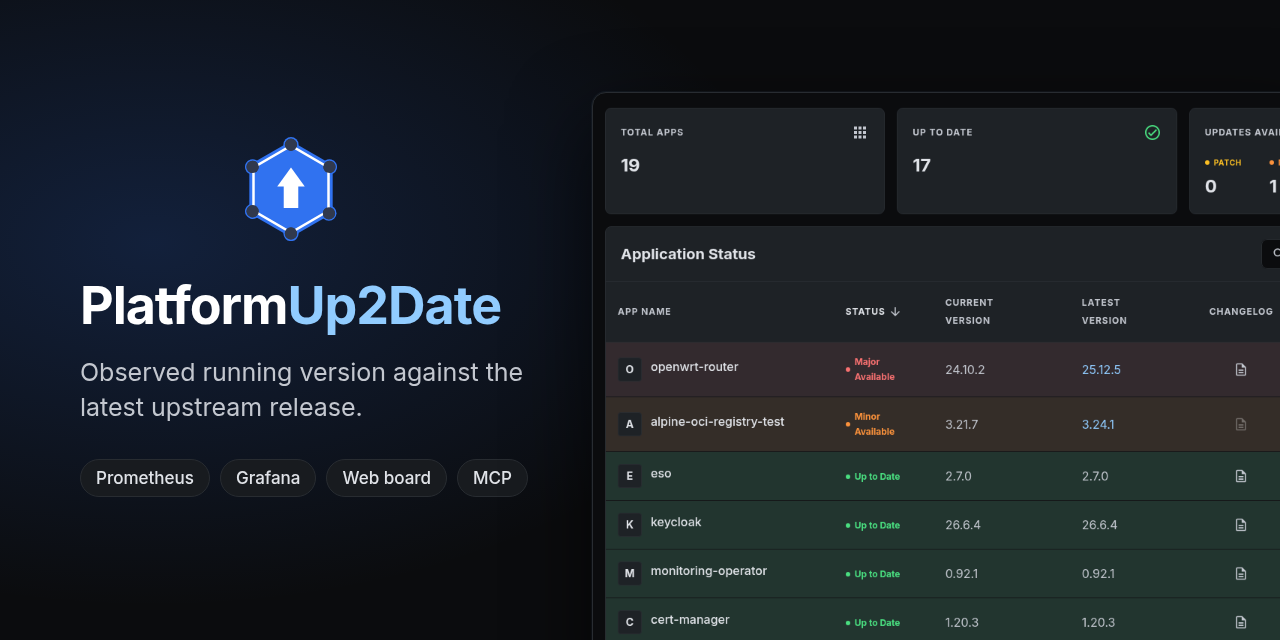 PlatformUp2Date
Observed running version against the
latest upstream release.
Prometheus
Grafana
Web board
MCP
TOTAL APPS
19
UP TO DATE
17
UPDATES AVAI
PATCH
0
1
Application Status
APP NAME
STATUS
CURRENT
VERSION
LATEST
VERSION
CHANGELOG
O
openwrt-router
Major
Available
24.10.2
25.12.5
A
alpine-oci-registry-test
Minor
Available
3.21.7
3.24.1
E
eso
Up to Date
2.7.0
2.7.0
K
keycloak
Up to Date
26.6.4
26.6.4
M
monitoring-operator
Up to Date
0.92.1
0.92.1
C
cert-manager
Up to Date
1.20.3
1.20.3